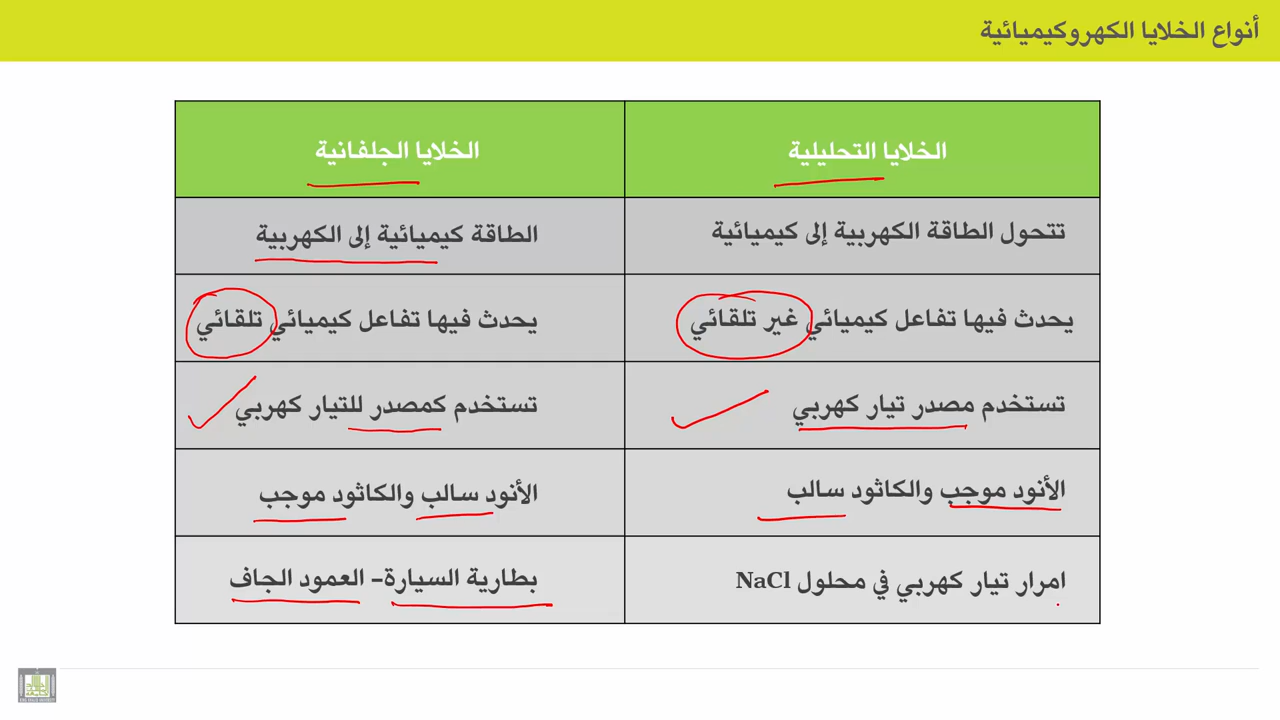 أنواع الخلايا الكهروكيميائية
الخلايا التحليلية
الخلايا الجلفانية
تتحول الطاقة الكهربية إلى كيميائية
الطاقة كيميائية إلى الكهربية
يحدث فيها تفاعل كيميائي غير تلقائي
يحدث فيها تفاعل كيميائي تلقائي
تستخدم مصدر تيار كهربي
تستخدم كمصدر للتيار كهربي
الأنود موجب والكاثود سالب
الأنود سالب والكاثود موجب
امرار تيار كهربي في محلول NaCl
بطارية السيارة- العمود الجاف